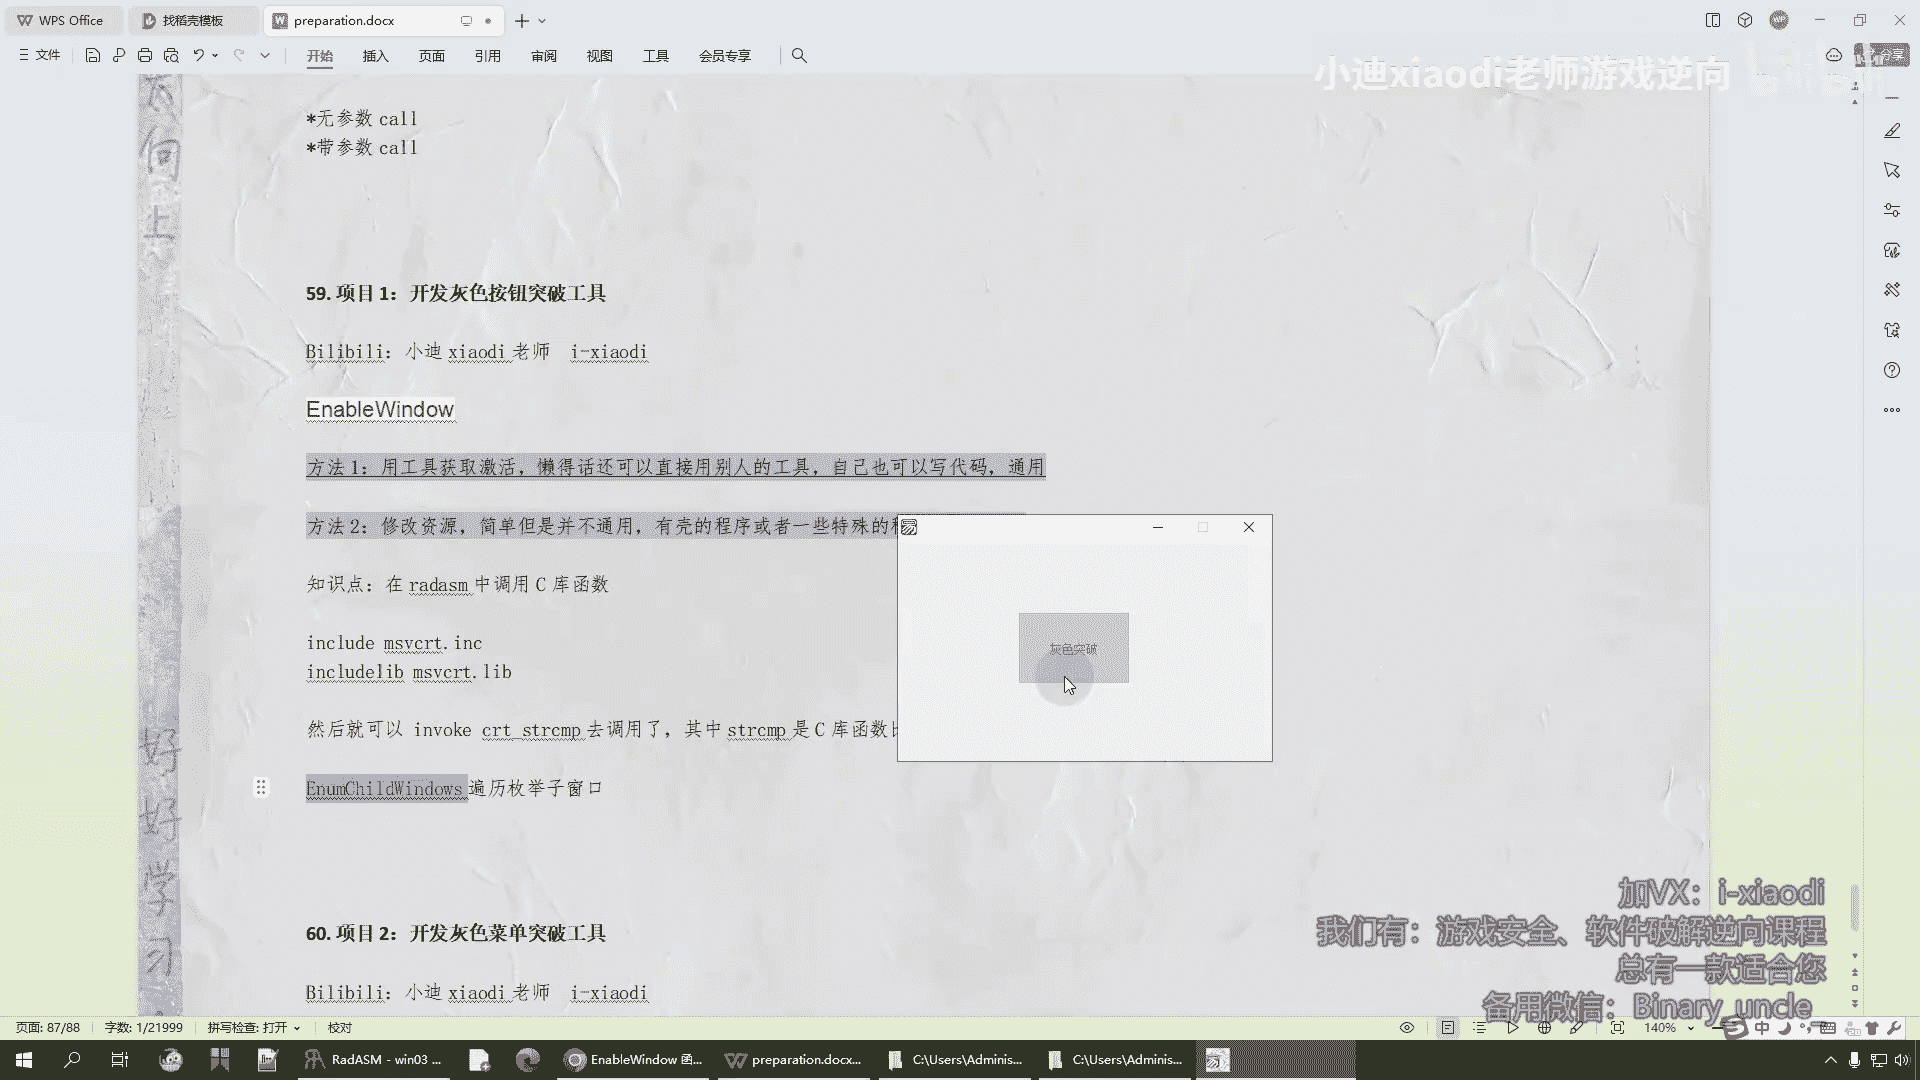 WPS Office
找稻壳模板
preparation.docx
文件
开始
插入
页面
引用
审阅
视图
工具
会员专享
分享
小迪xiaodi老师游戏逆向
bilibili
*无参数 call
*带参数 call
59. 项目 1：开发灰色按钮突破工具
Bilibili：小迪 xiaodi 老师 i-xiaodi
EnableWindow
方法 1：用工具获取激活，懒得话还可以直接用别人的工具，自己也可以写代码，通用
方法 2：修改资源，简单但是并不通用，有壳的程序或者一些特殊的
知识点：在 radasm 中调用 C 库函数
include msvcrt.inc
includelib msvcrt.lib
然后就可以 invoke crt_strcmp 去调用了，其中 strcmp 是 C 库函数
EnumChildWindows 遍历枚举子窗口
灰色突破
60. 项目 2：开发灰色菜单突破工具
Bilibili：小迪 xiaodi 老师 i-xiaodi
向上
好好学习
加VX：i-xiaodi
我们有：游戏安全、软件破解逆向课程
总有一款适合您
备用微信：Binary_uncle
页面: 87/88
字数: 1/21999
拼写检查: 打开
校对
140%
中
RadASM - win03 ...
EnableWindow 函...
preparation.docx...
C:\Users\Adminis...
C:\Users\Adminis...